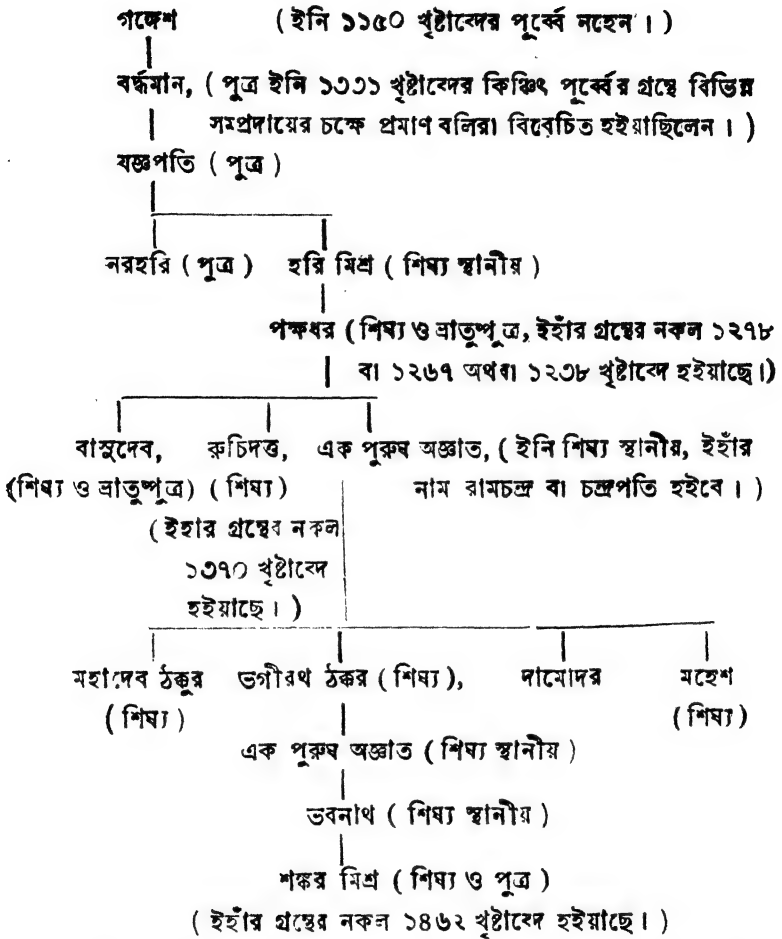 গঙ্গেশ (ইনি ১১৫০ খৃষ্টাব্দের পূর্ব্বে নহেন।)
বর্দ্ধমান, (পুত্র ইনি ১৩৩১ খৃষ্টাব্দের কিঞ্চিৎ পূর্ব্বের গ্রন্থে বিভিন্ন
সম্প্রদায়ের চক্ষে প্রমাণ বলিরা বিবেচিত হইয়াছিলেন।)
যজ্ঞপতি (পুত্র)
নরহরি (পুত্র) হরি মিশ্র (শিষ্য স্থানীয়)
পক্ষধর (শিষ্য ও ভ্রাতুষ্পুত্র, ইহাঁর গ্রন্থের নকল ১২৭৮
বা ১২৬৭ অথবা ১২৩৮ খৃষ্টাব্দে হইয়াছে।)
বাসুদেব, রুচিদত্ত, এক পুরুষ অজ্ঞাত, (ইনি শিষ্য স্থানীয়, ইহাঁর
(শিষ্য ও ভ্রাতুষ্পুত্র) (শিষ্য) নাম রামচন্দ্র বা চন্দ্রপতি হইবে।)
(ইহার গ্রন্থের নকল
১৩৭০ খৃষ্টাব্দে
হইয়াছে।)
মহাদেব ঠক্কুর ভগীরথ ঠক্কর (শিষ্য), দামোদর মহেশ
(শিষ্য) (শিষ্য)
এক পুরুষ অজ্ঞাত (শিষ্য স্থানীয়)
ভবনাথ (শিষ্য স্থানীয়)
শঙ্কর মিশ্র (শিষ্য ও পুত্র)
(ইহাঁর গ্রন্থের নকল ১৪৬২ খৃষ্টাব্দে হইয়াছে।)